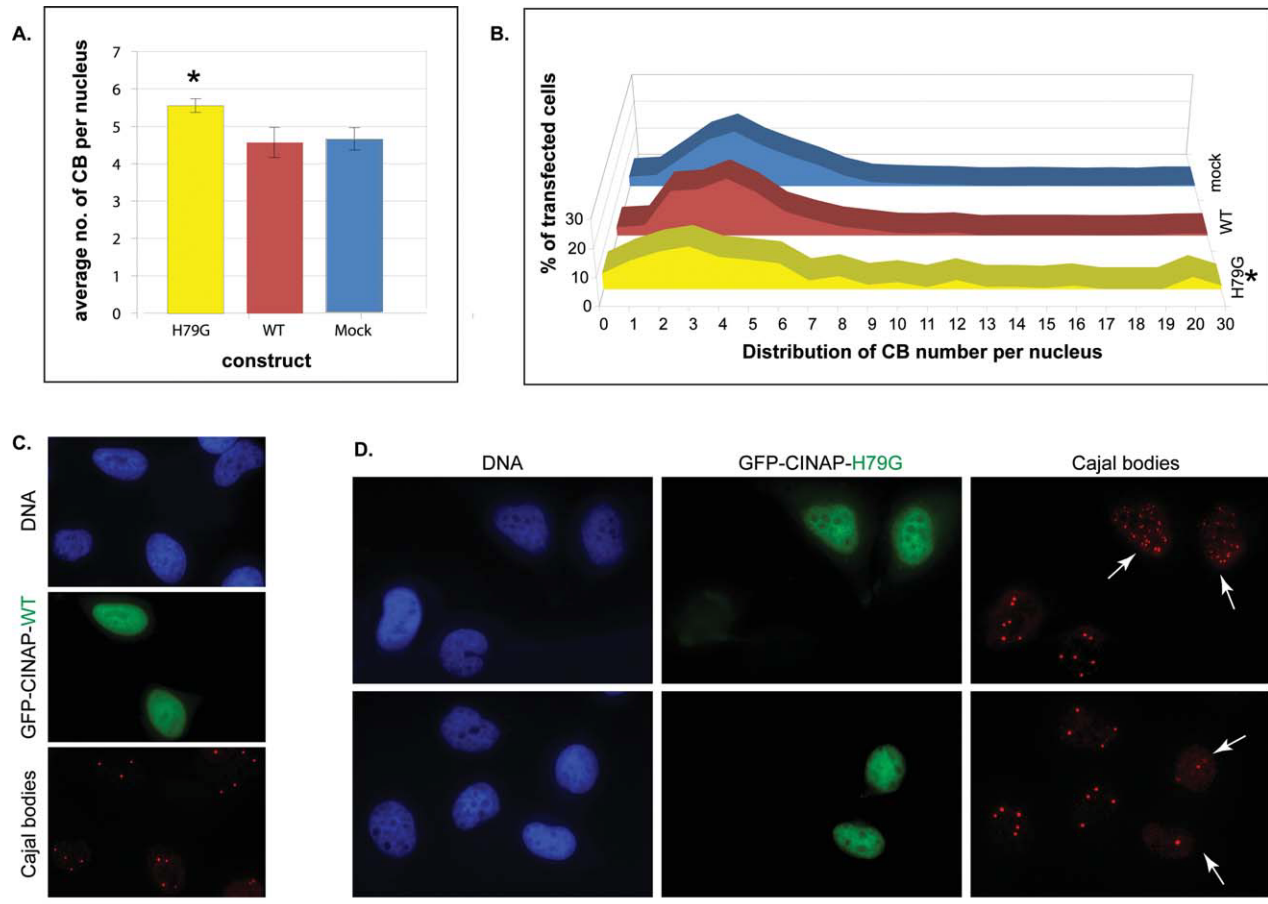 A.
average no. of CB per nucleus
7
6
5
4
3
2
1
0
*
H79G WT Mock
construct
B.
% of transfected cells
30
20
10
0
mock
WT
H79G
*
0 1 2 3 4 5 6 7 8 9 10 11 12 13 14 15 16 17 18 19 20 30
Distribution of CB number per nucleus
C.
DNA
GFP-CINAP-WT
Cajal bodies
D.
DNA GFP-CINAP-H79G Cajal bodies